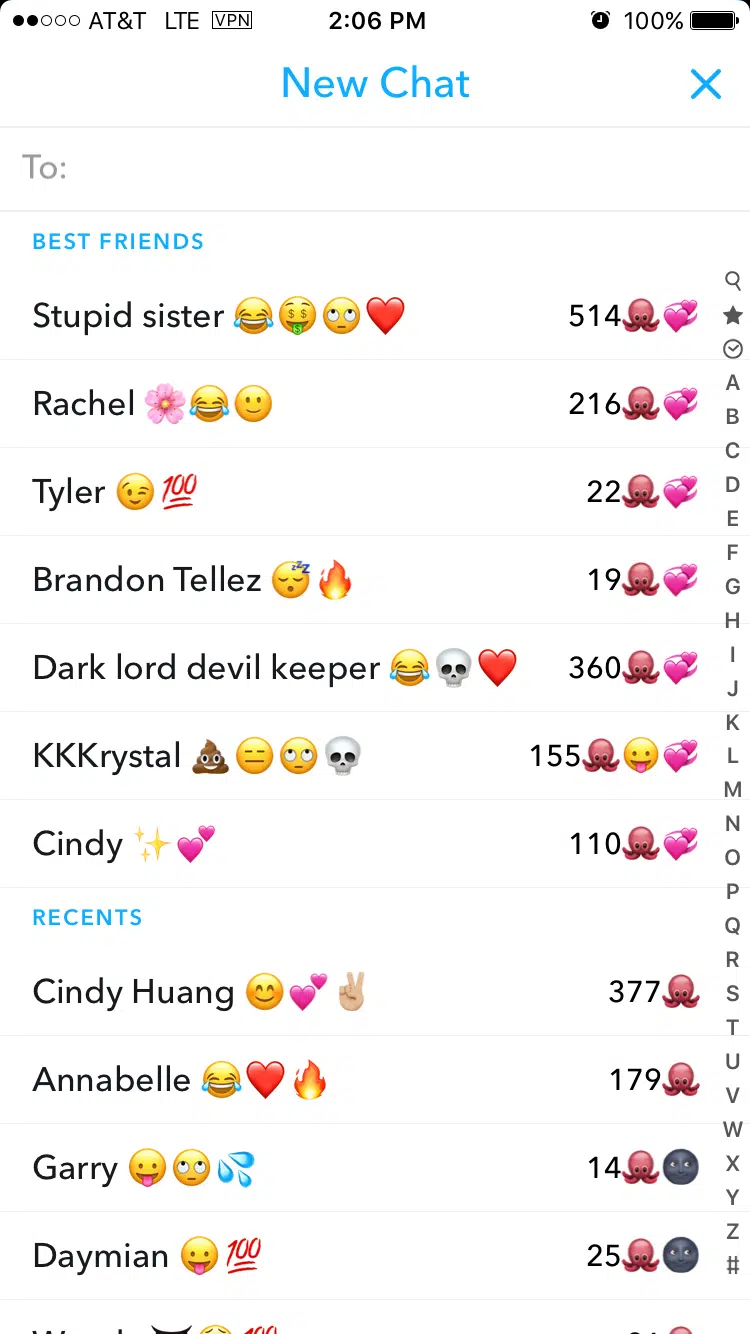 AT&T LTE VPN 2:06 PM 100%
New Chat
To:
BEST FRIENDS
Stupid sister 😂🤑🙄❤️ 514🐙💞
Rachel 🌸😂🙂 216🐙💞
Tyler 😉💯 22🐙💞
Brandon Tellez 😴🔥 19🐙💞
Dark lord devil keeper 😂💀❤️ 360🐙💞
KKKrystal 💩😑🙄💀 155🐙😛💞
Cindy ✨💕 110🐙💞
RECENTS
Cindy Huang 😊💕✌🏼 377🐙
Annabelle 😂❤️🔥 179🐙
Garry 😛🙄💦 14🐙🌚
Daymian 😛💯 25🐙🌚
A
B
C
D
E
F
G
H
I
J
K
L
M
N
O
P
Q
R
S
T
U
V
W
X
Y
Z
#